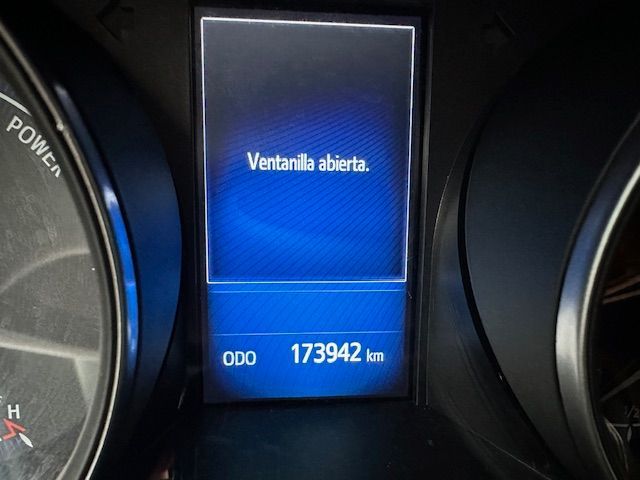 POWER
Ventanilla abierta.
ODO 173942 km
H